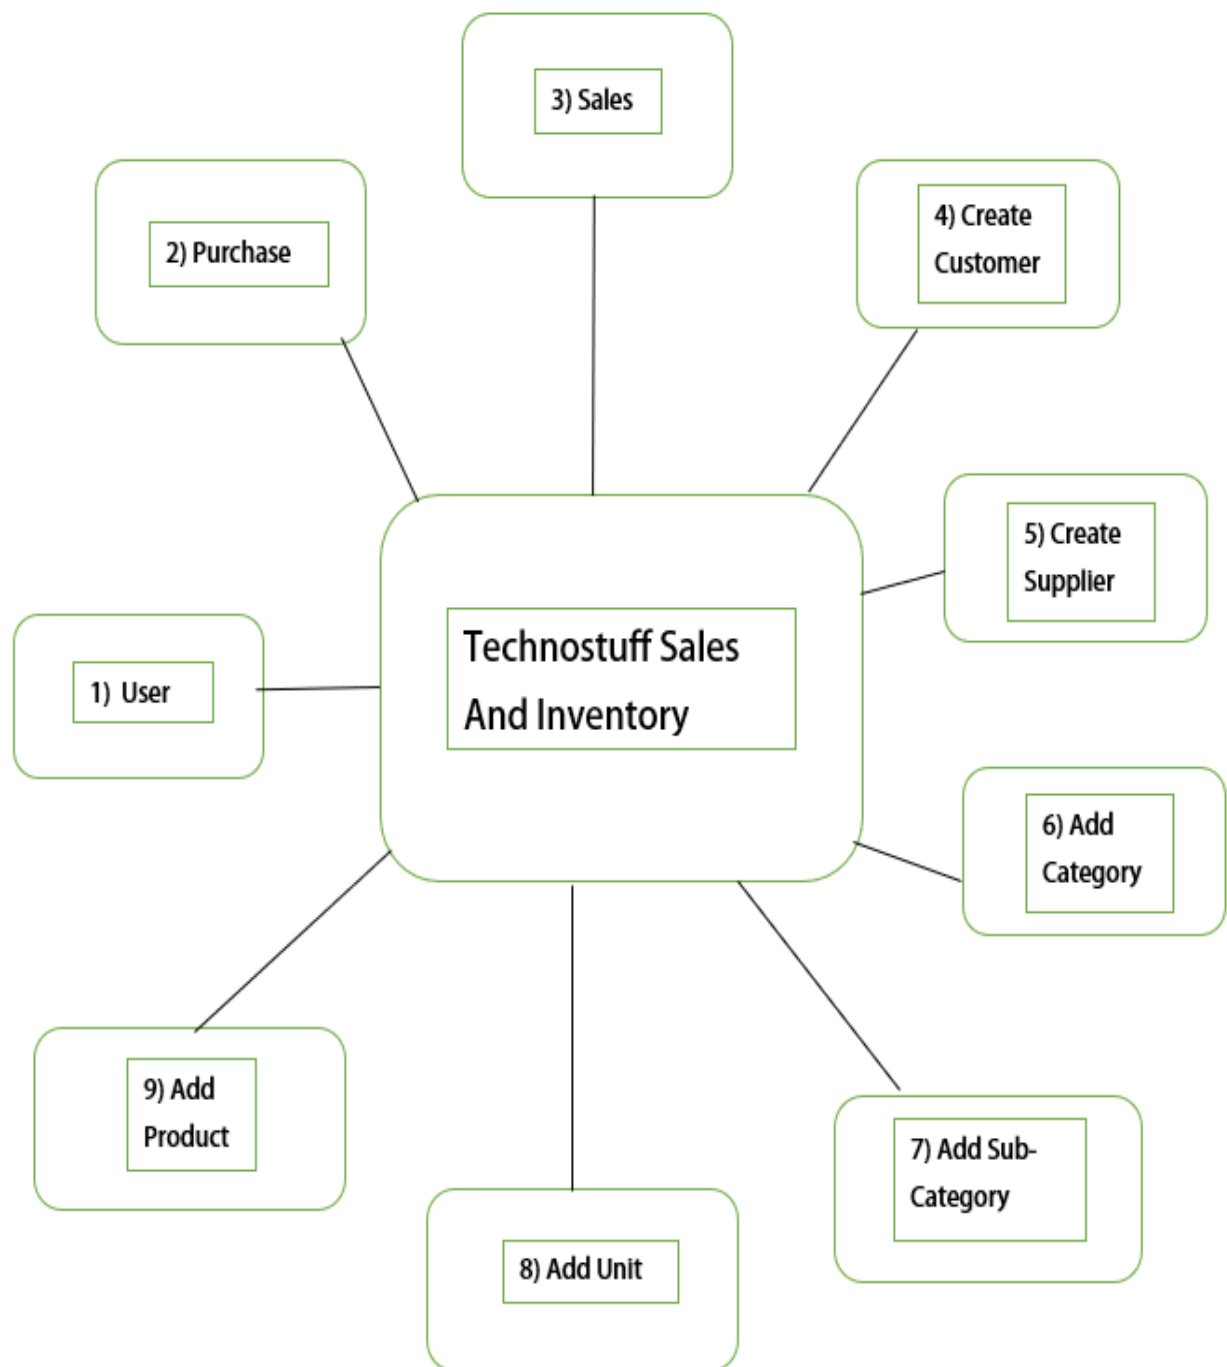 3) Sales
2) Purchase
4) Create
Customer
5) Create
Supplier
Technostuff Sales
And Inventory
1) User
6) Add
Category
9) Add
Product
7) Add Sub-
Category
8) Add Unit